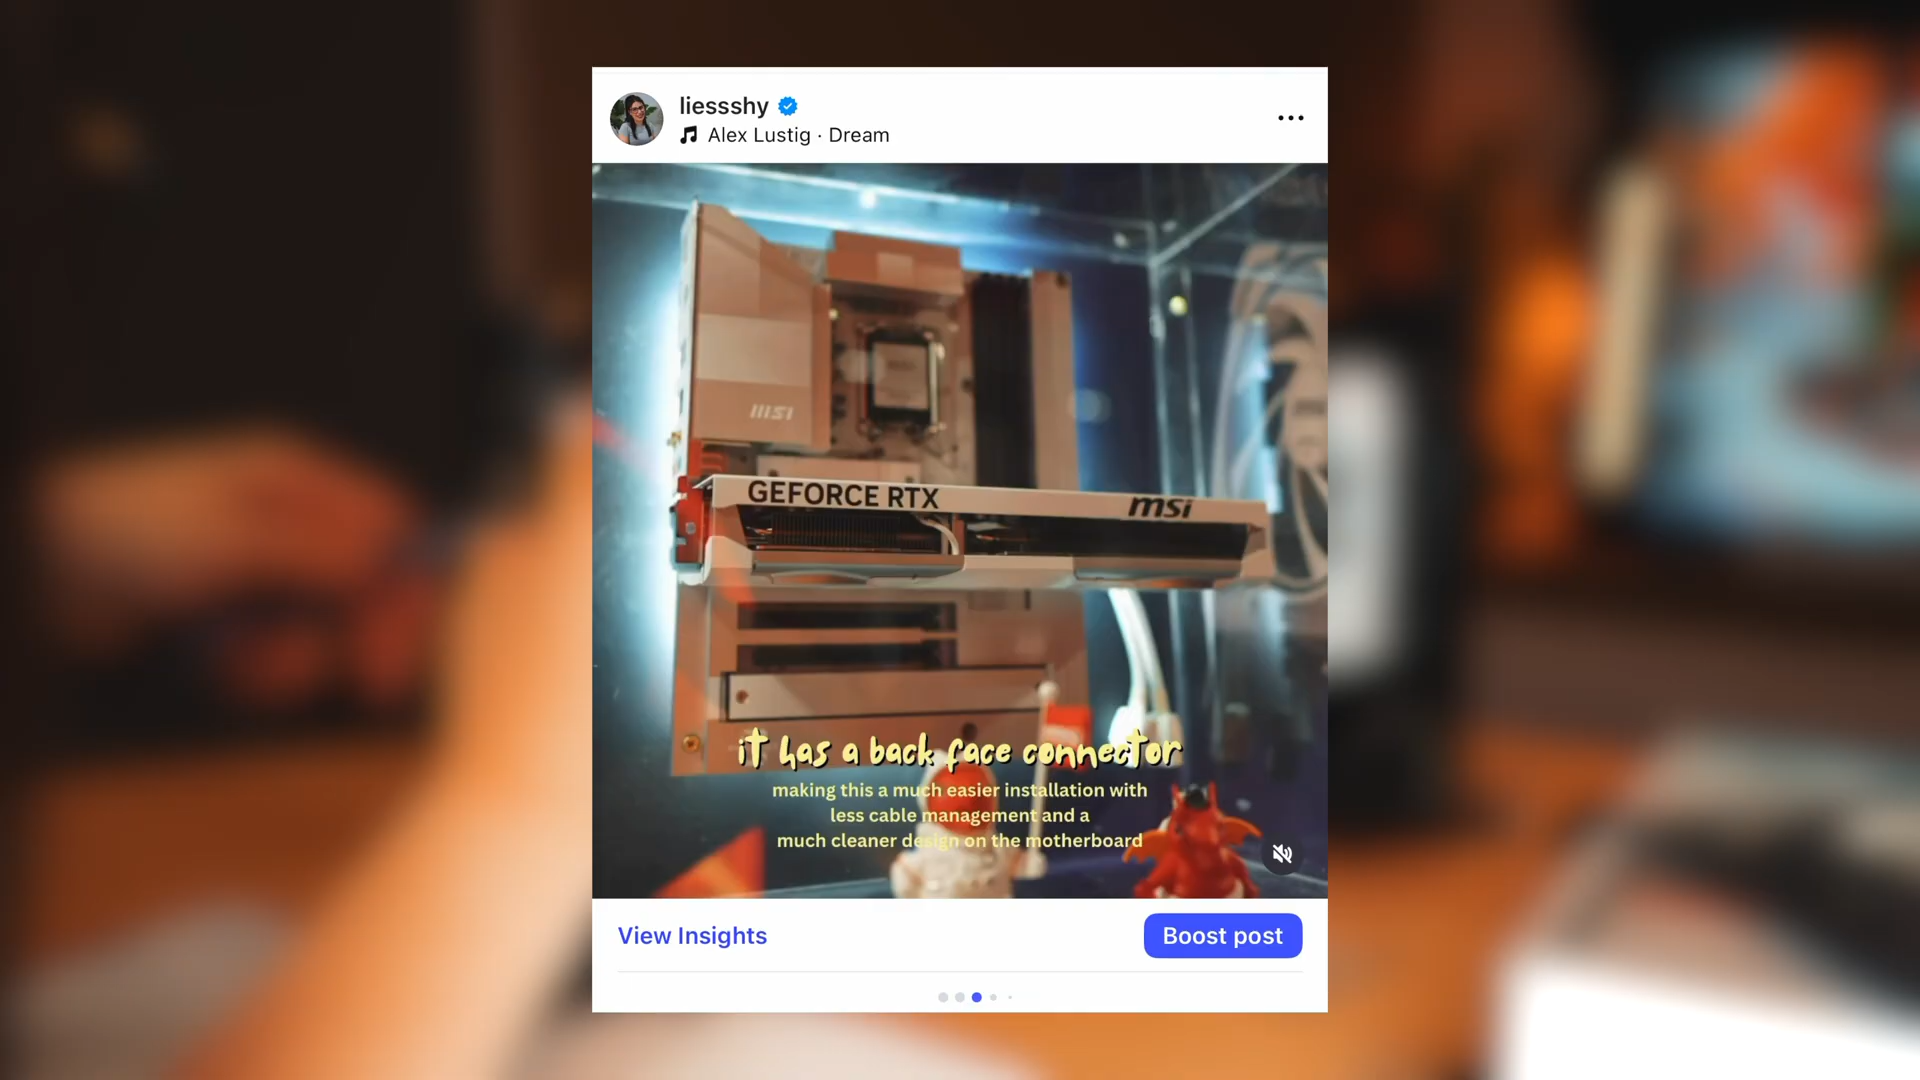 liessshy
Alex Lustig · Dream
msi
GEFORCE RTX
msi
it has a back face connector
making this a much easier installation with
less cable management and a
much cleaner design on the motherboard
View Insights
Boost post